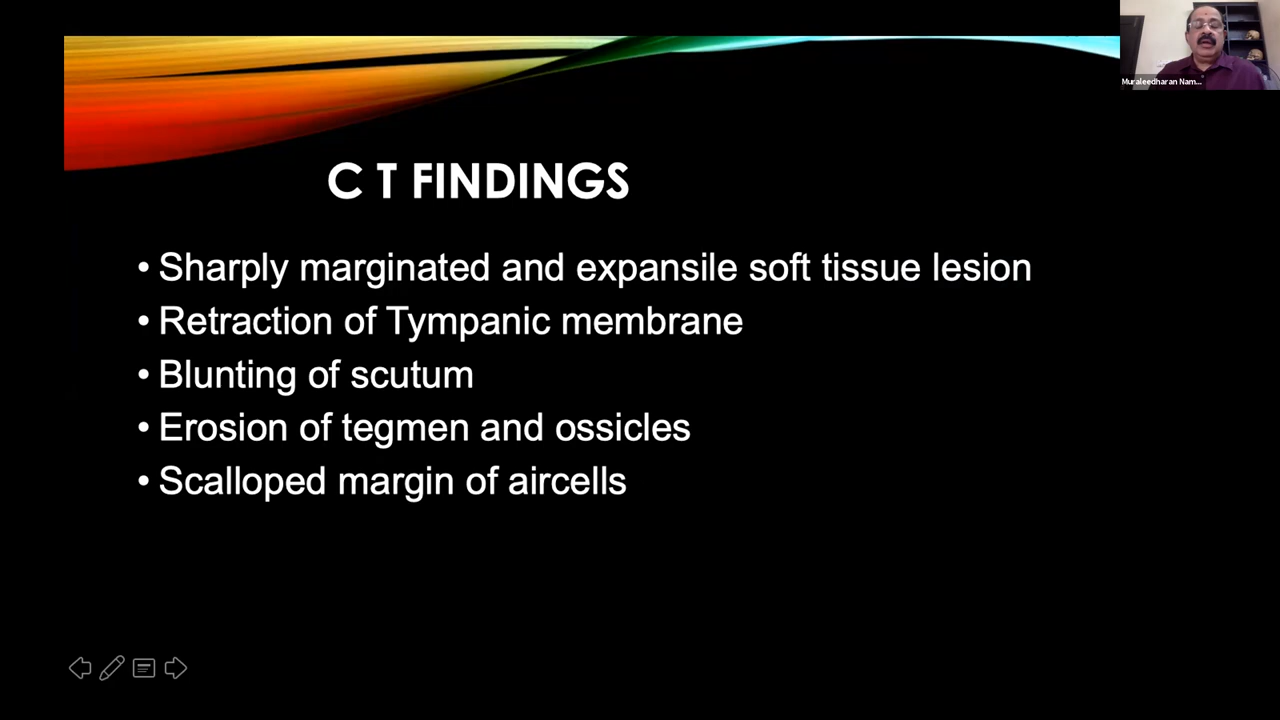 Muraleedharan Nam...
C T FINDINGS
• Sharply marginated and expansile soft tissue lesion
• Retraction of Tympanic membrane
• Blunting of scutum
• Erosion of tegmen and ossicles
• Scalloped margin of aircells